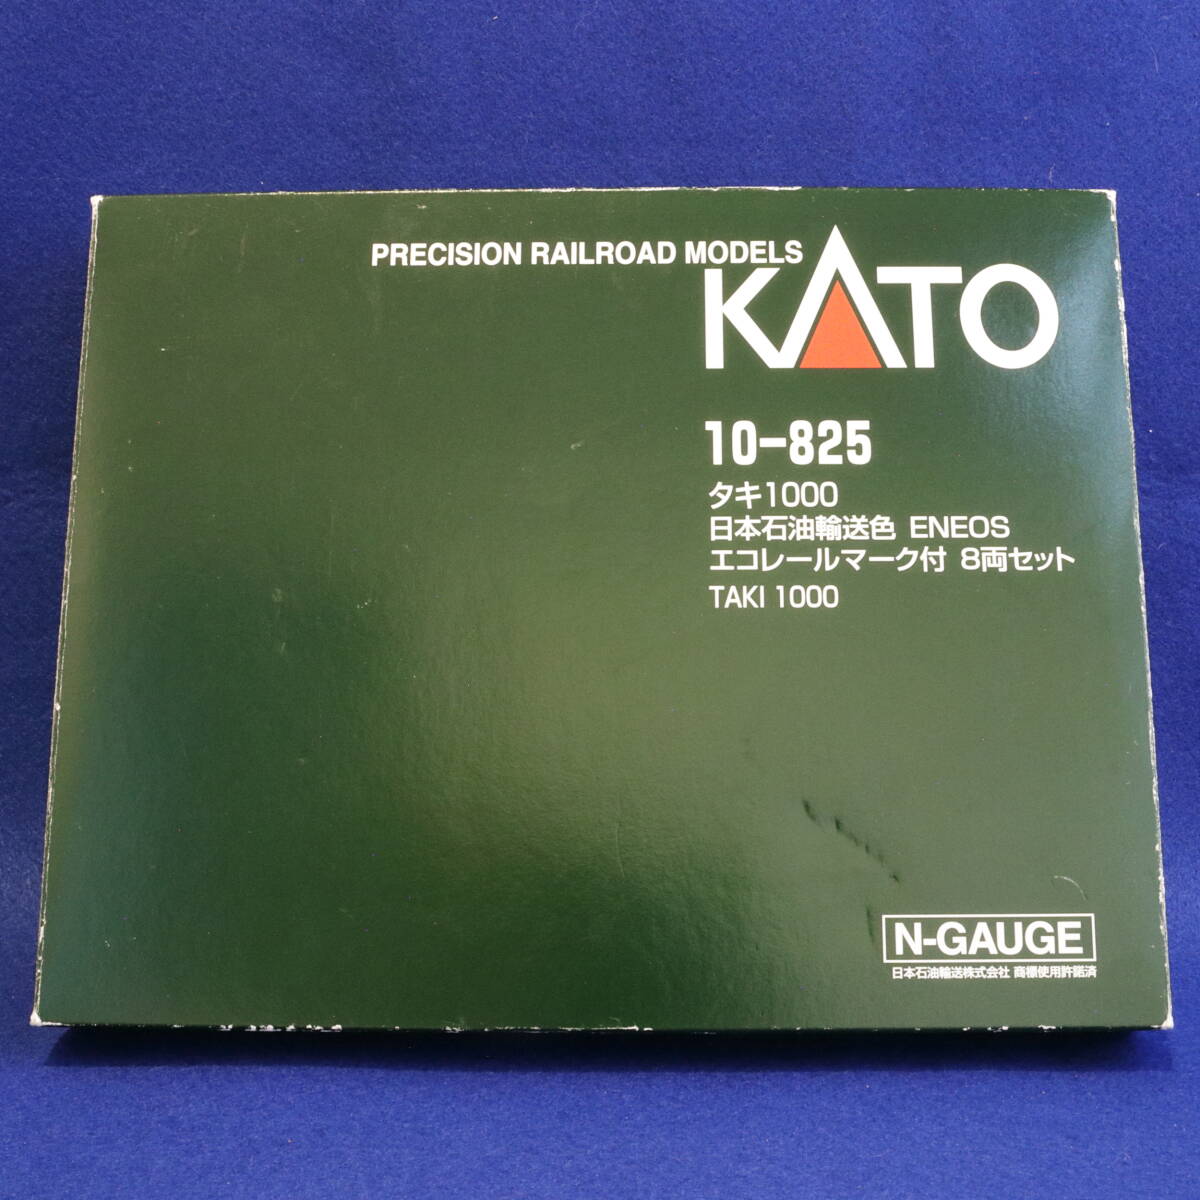 PRECISION RAILROAD MODELS
KATO
10-825
タキ1000
日本石油輸送色 ENEOS
エコレールマーク付 8両セット
TAKI 1000
N-GAUGE
日本石油輸送株式会社 商標使用許諾済